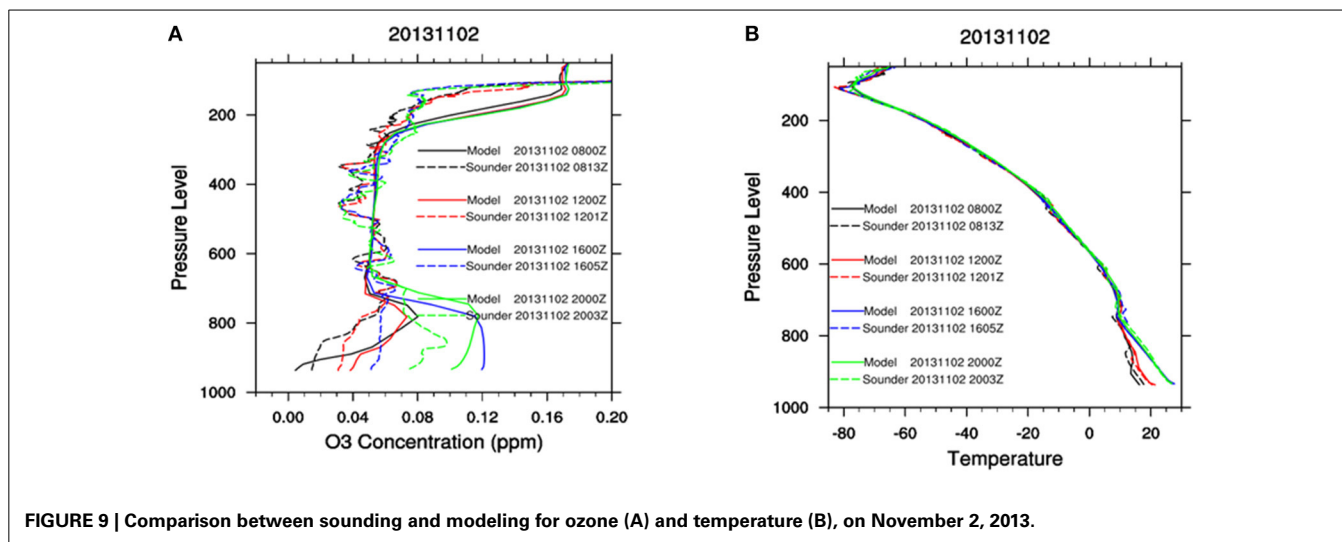 A
20131102
200
400
600
800
1000
Pressure Level
0.00 0.04 0.08 0.12 0.16 0.20
O3 Concentration (ppm)
Model 20131102 0800Z
Sounder 20131102 0813Z
Model 20131102 1200Z
Sounder 20131102 1201Z
Model 20131102 1600Z
Sounder 20131102 1605Z
Model 20131102 2000Z
Sounder 20131102 2003Z
B
20131102
200
400
600
800
1000
Pressure Level
-80 -60 -40 -20 0 20
Temperature
Model 20131102 0800Z
Sounder 20131102 0813Z
Model 20131102 1200Z
Sounder 20131102 1201Z
Model 20131102 1600Z
Sounder 20131102 1605Z
Model 20131102 2000Z
Sounder 20131102 2003Z
FIGURE 9 | Comparison between sounding and modeling for ozone (A) and temperature (B), on November 2, 2013.